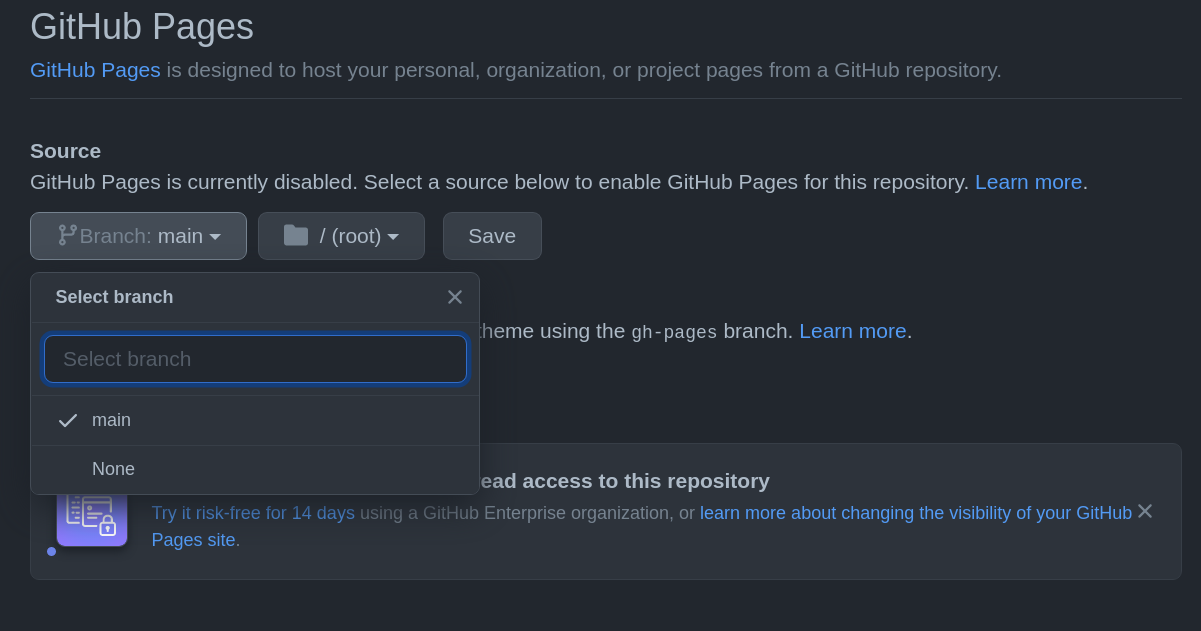 GitHub Pages
GitHub Pages is designed to host your personal, organization, or project pages from a GitHub repository.
Source
GitHub Pages is currently disabled. Select a source below to enable GitHub Pages for this repository. Learn more.
Branch: main / (root) Save
Select branch
theme using the gh-pages branch. Learn more.
Select branch
main
None
access to this repository
Try it risk-free for 14 days using a GitHub Enterprise organization, or learn more about changing the visibility of your GitHub
Pages site.